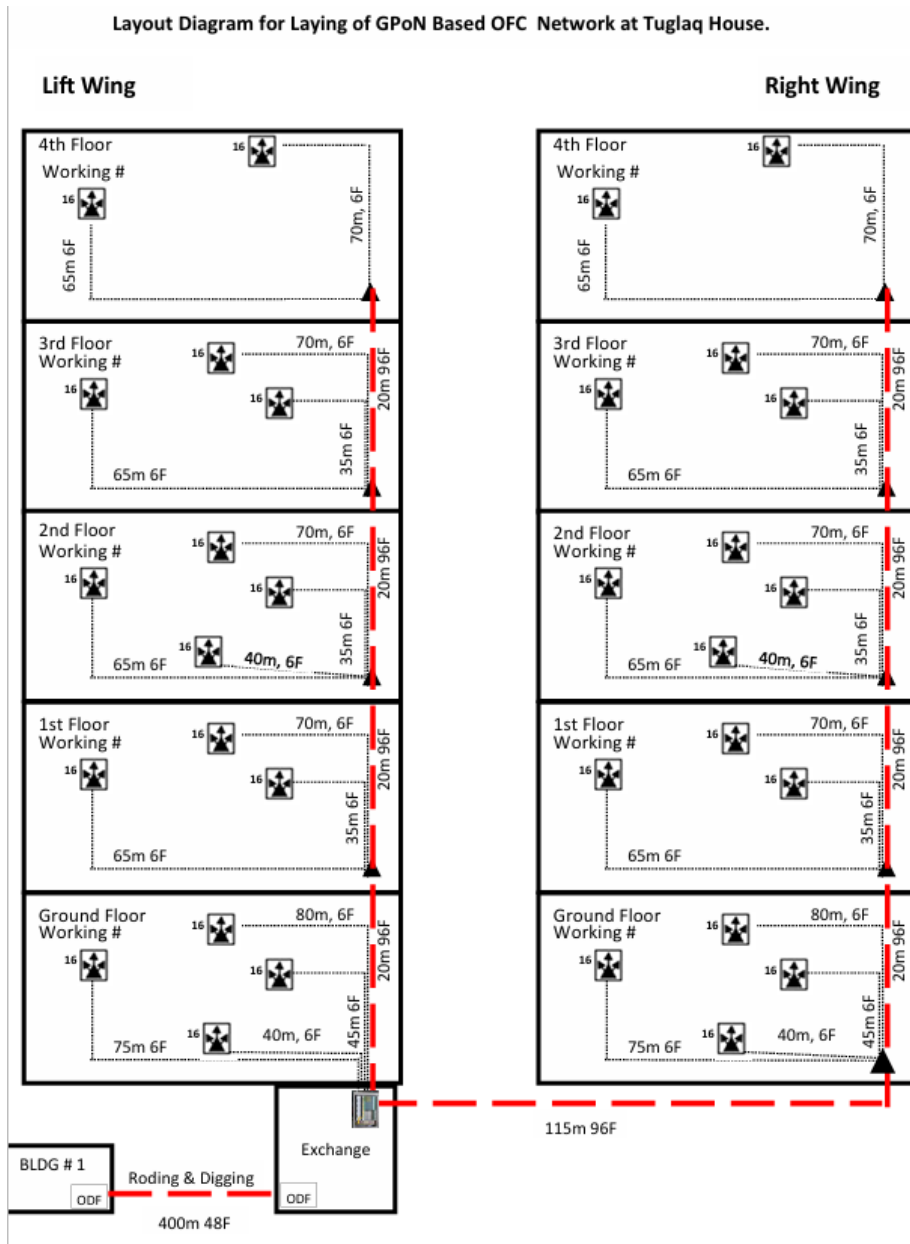 Layout Diagram for Laying of GPoN Based OFC Network at Tuglaq House.
Lift Wing
Right Wing
4th Floor
Working #
16
16
65m 6F
70m, 6F
3rd Floor
Working #
16
16
16
70m, 6F
20m 96F
35m 6F
65m 6F
2nd Floor
Working #
16
16
16
16
70m, 6F
20m 96F
35m 6F
40m, 6F
65m 6F
1st Floor
Working #
16
16
16
70m, 6F
20m 96F
35m 6F
65m 6F
Ground Floor
Working #
16
16
16
16
80m, 6F
20m 96F
45m 6F
40m, 6F
75m 6F
4th Floor
Working #
16
16
65m 6F
70m, 6F
3rd Floor
Working #
16
16
16
70m, 6F
20m 96F
35m 6F
65m 6F
2nd Floor
Working #
16
16
16
16
70m, 6F
20m 96F
35m 6F
40m, 6F
65m 6F
1st Floor
Working #
16
16
16
70m, 6F
20m 96F
35m 6F
65m 6F
Ground Floor
Working #
16
16
16
16
80m, 6F
20m 96F
45m 6F
40m, 6F
75m 6F
115m 96F
Exchange
ODF
BLDG # 1
ODF
Roding & Digging
400m 48F